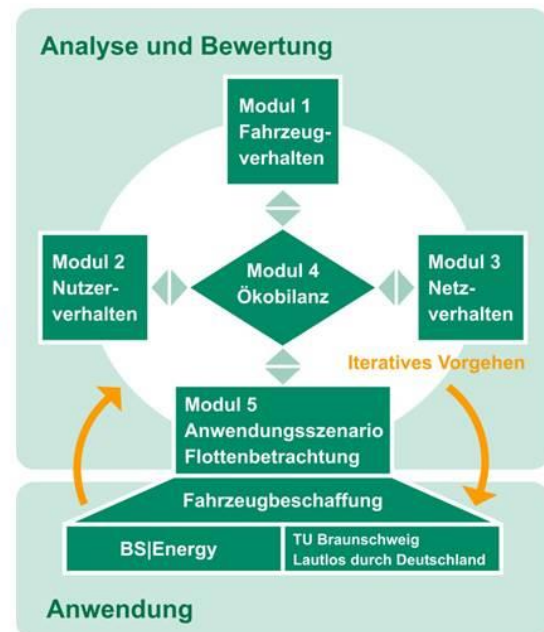 Analyse und Bewertung
Modul 1
Fahrzeug-
verhalten
Modul 2
Nutzer-
verhalten
Modul 4
Ökobilanz
Modul 3
Netz-
verhalten
Iteratives Vorgehen
Modul 5
Anwendungsszenario
Flottenbetrachtung
Fahrzeugbeschaffung
BS|Energy
TU Braunschweig
Lautlos durch Deutschland
Anwendung